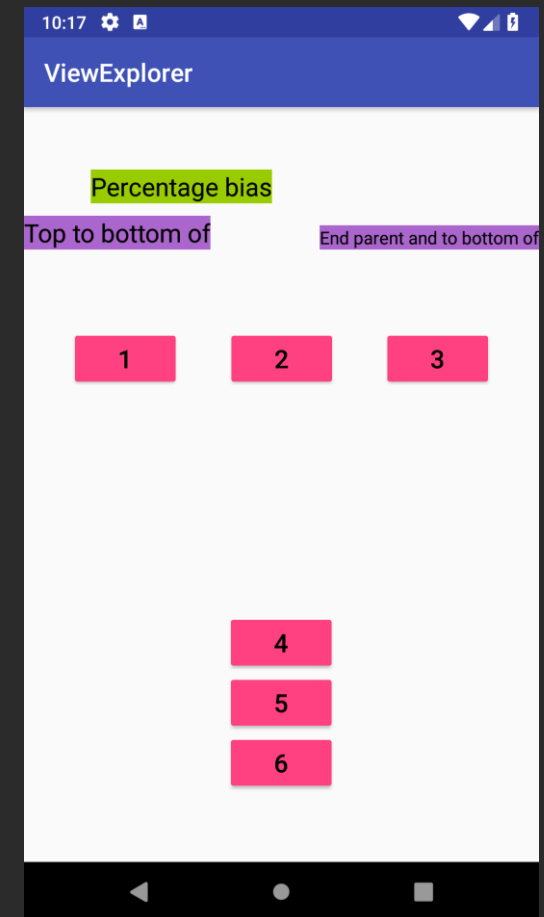 10:17 A
ViewExplorer
Percentage bias
Top to bottom of
End parent and to bottom of
1 2 3
4
5
6